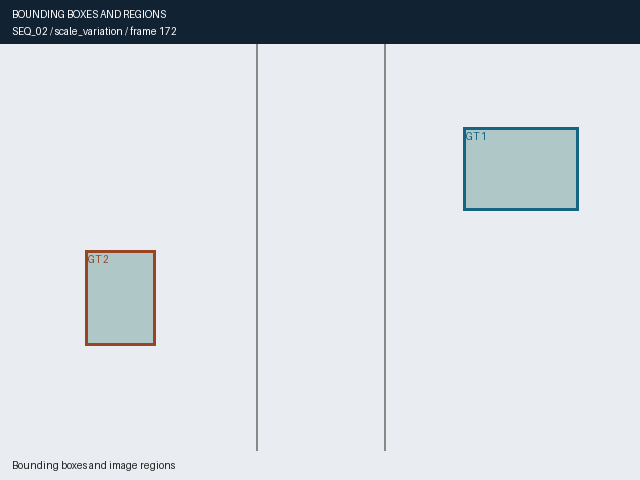 BOUNDING BOXES AND REGIONS
SEQ_02 / scale_variation / frame 172
GT1
GT2
Bounding boxes and image regions